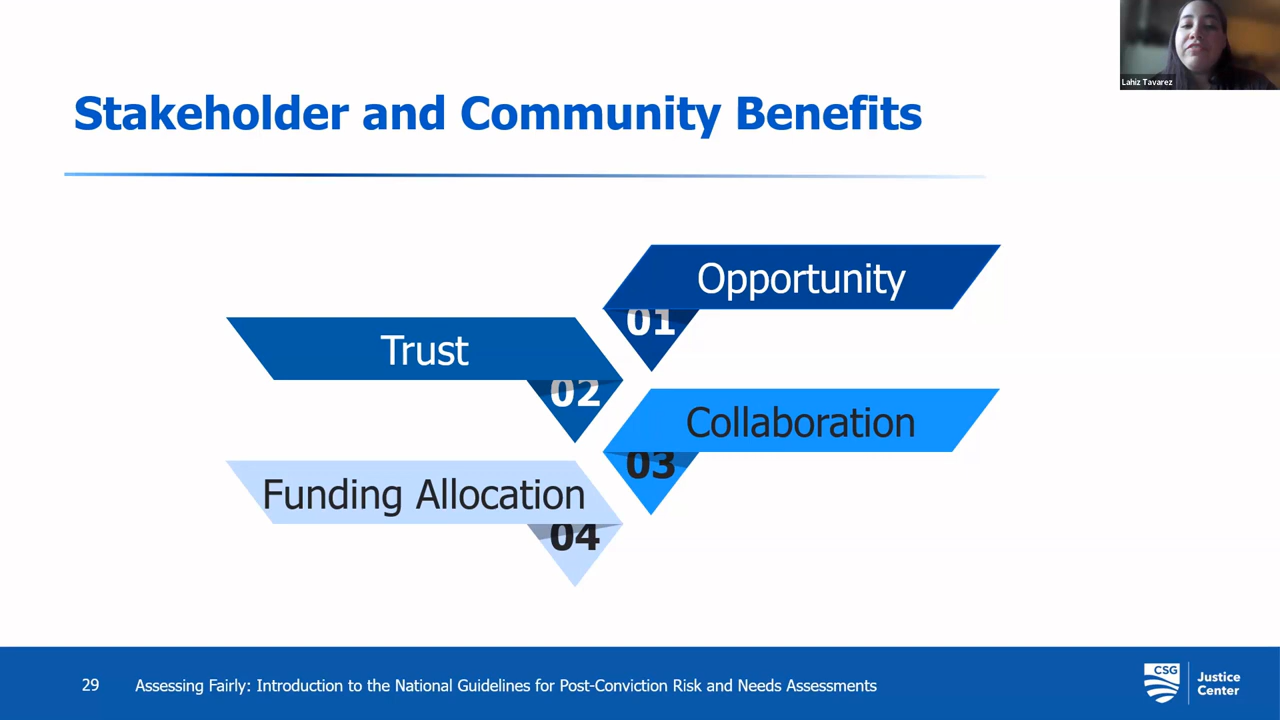 Lahiz Tavarez
Stakeholder and Community Benefits
Opportunity
01
Trust
02
Collaboration
03
Funding Allocation
04
29
Assessing Fairly: Introduction to the National Guidelines for Post-Conviction Risk and Needs Assessments
CSG
Justice
Center